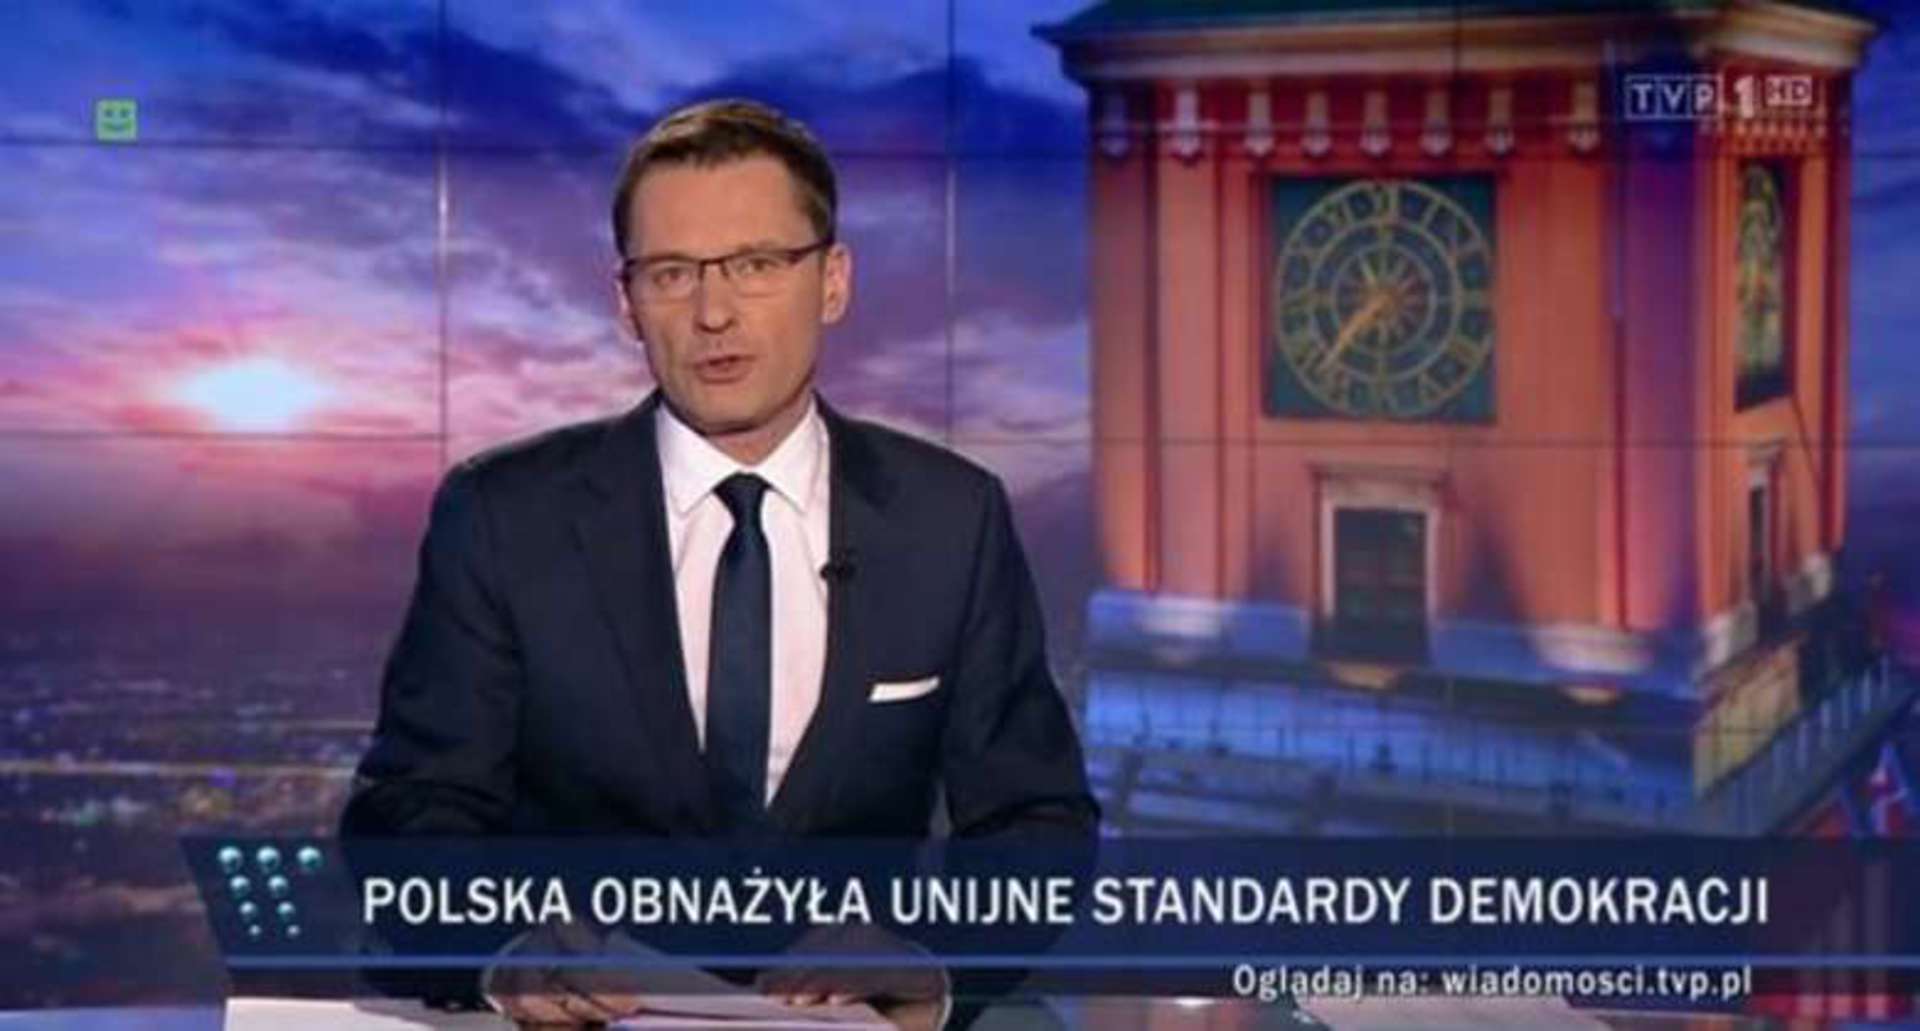 TVP 1 HD
POLSKA OBNAŻYŁA UNIJNE STANDARDY DEMOKRACJI
Oglądaj na: wiadomosci.tvp.pl